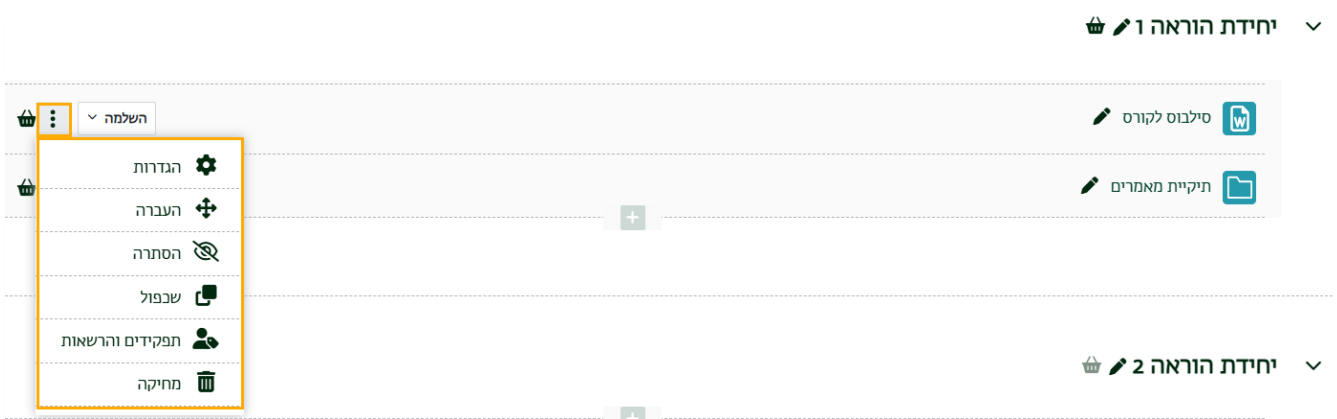 יחידת הוראה 1
סילבוס לקורס
השלמה
הגדרות
תיקיית מאמרים
העברה
הסתרה
שכפול
תפקידים והרשאות
יחידת הוראה 2
מחיקה